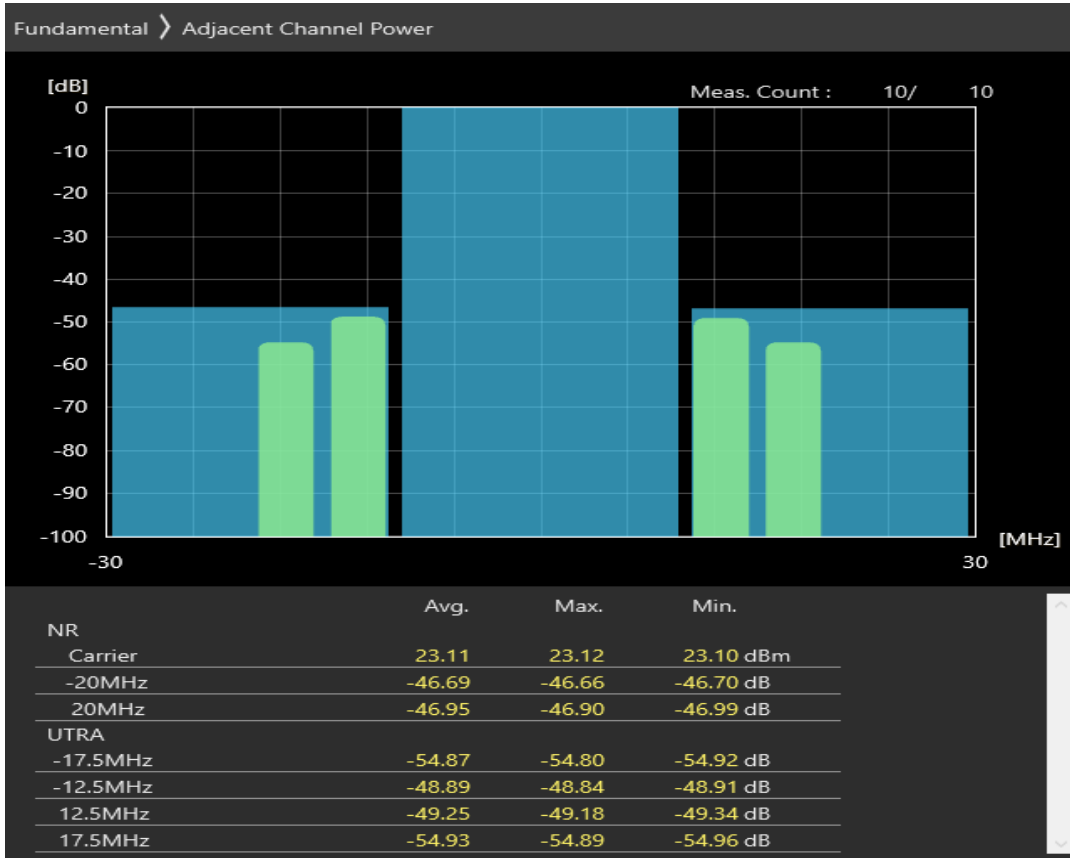 Fundamental ❯ Adjacent Channel Power
[dB]
Meas. Count : 10/ 10
0
-10
-20
-30
-40
-50
-60
-70
-80
-90
-100
[MHz]
-30 30
Avg. Max. Min.
NR
Carrier 23.11 23.12 23.10 dBm
-20MHz -46.69 -46.66 -46.70 dB
20MHz -46.95 -46.90 -46.99 dB
UTRA
-17.5MHz -54.87 -54.80 -54.92 dB
-12.5MHz -48.89 -48.84 -48.91 dB
12.5MHz -49.25 -49.18 -49.34 dB
17.5MHz -54.93 -54.89 -54.96 dB